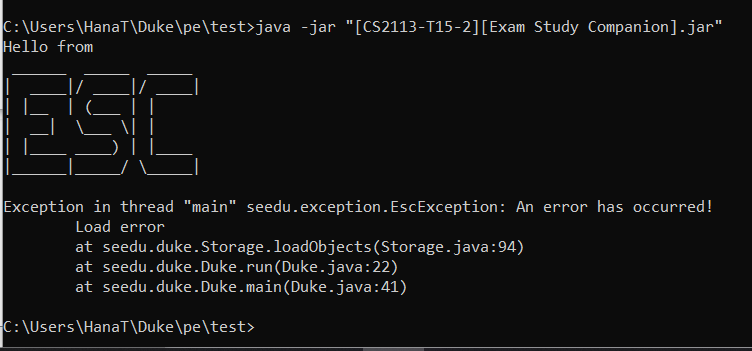 C:\Users\HanaT\Duke\pe\test>java -jar "[CS2113-T15-2][Exam Study Companion].jar"
Hello from
 ______  _____  _____
|  ____|/ ____|/ ____|
| |__  | (___ | |
|  __|  \___ \| |
| |____ ____) | |____
|______|_____/ \_____|

Exception in thread "main" seedu.exception.EscException: An error has occurred!
        Load error
        at seedu.duke.Storage.loadObjects(Storage.java:94)
        at seedu.duke.Duke.run(Duke.java:22)
        at seedu.duke.Duke.main(Duke.java:41)

C:\Users\HanaT\Duke\pe\test>